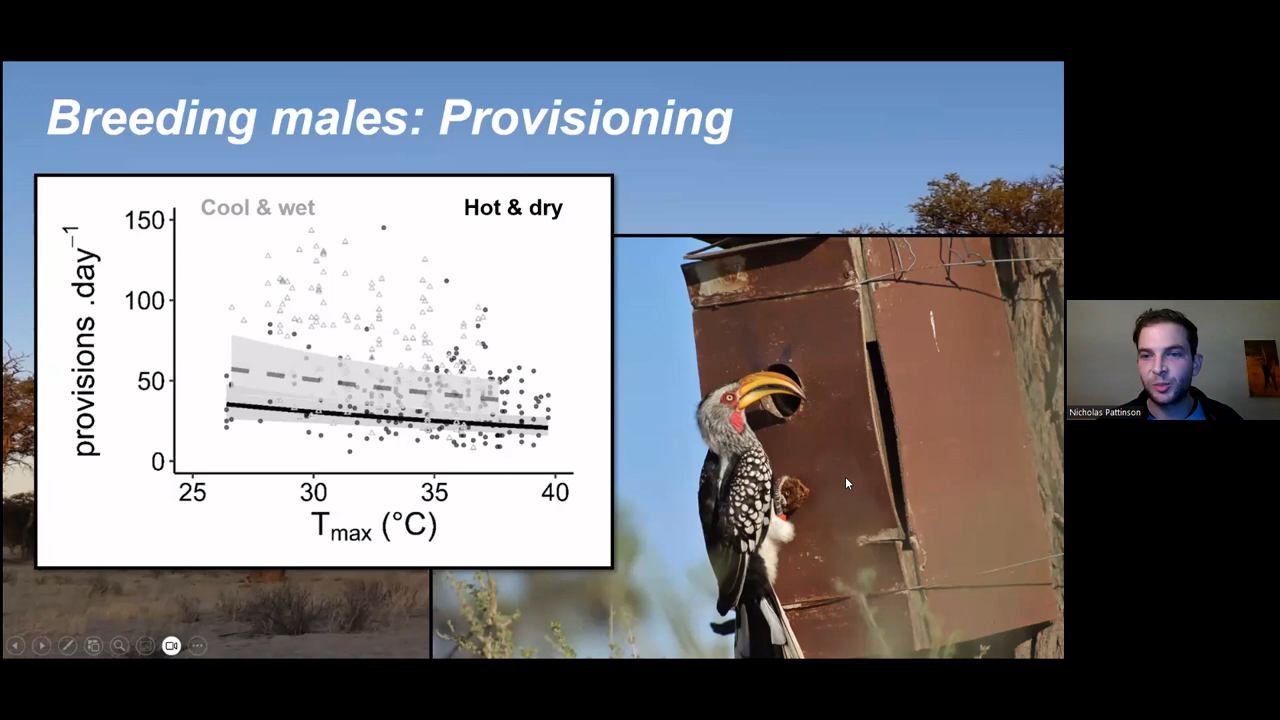 Breeding males: Provisioning
Cool & wet
Hot & dry
provisions .day⁻¹
150
100
50
0
25 30 35 40
Tmax (°C)
Nicholas Pattinson